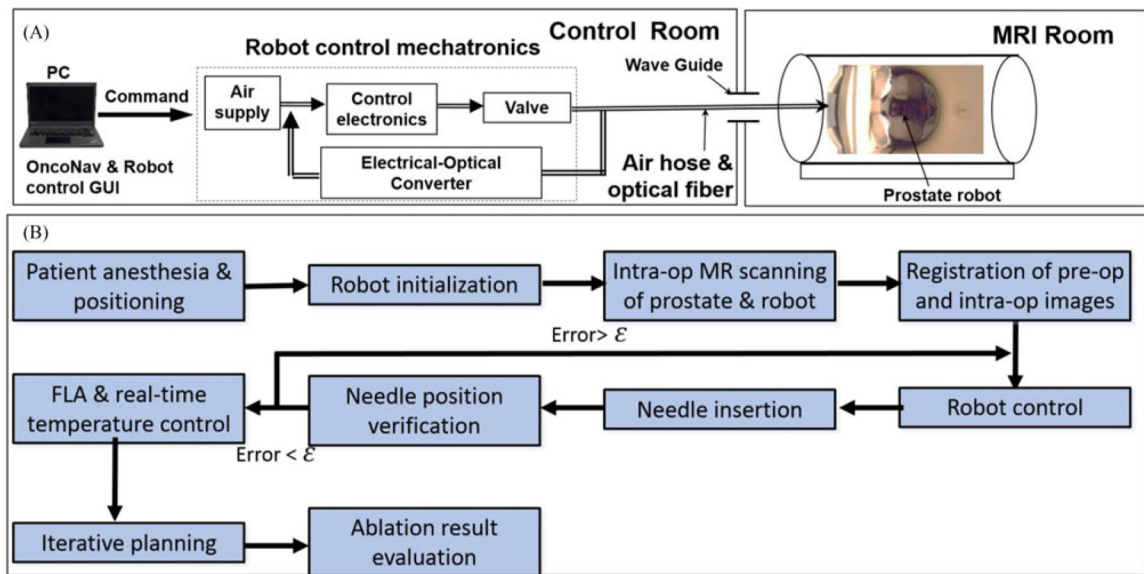 (A)
Control Room
MRI Room
Robot control mechatronics
PC
Wave Guide
Command
Air
supply
Control
electronics
Valve
OncoNav & Robot
control GUI
Electrical-Optical
Converter
Air hose &
optical fiber
Prostate robot
(B)
Patient anesthesia &
positioning
Robot initialization
Intra-op MR scanning
of prostate & robot
Registration of pre-op
and intra-op images
Error> ℰ
FLA & real-time
temperature control
Needle position
verification
Needle insertion
Robot control
Error < ℰ
Iterative planning
Ablation result
evaluation